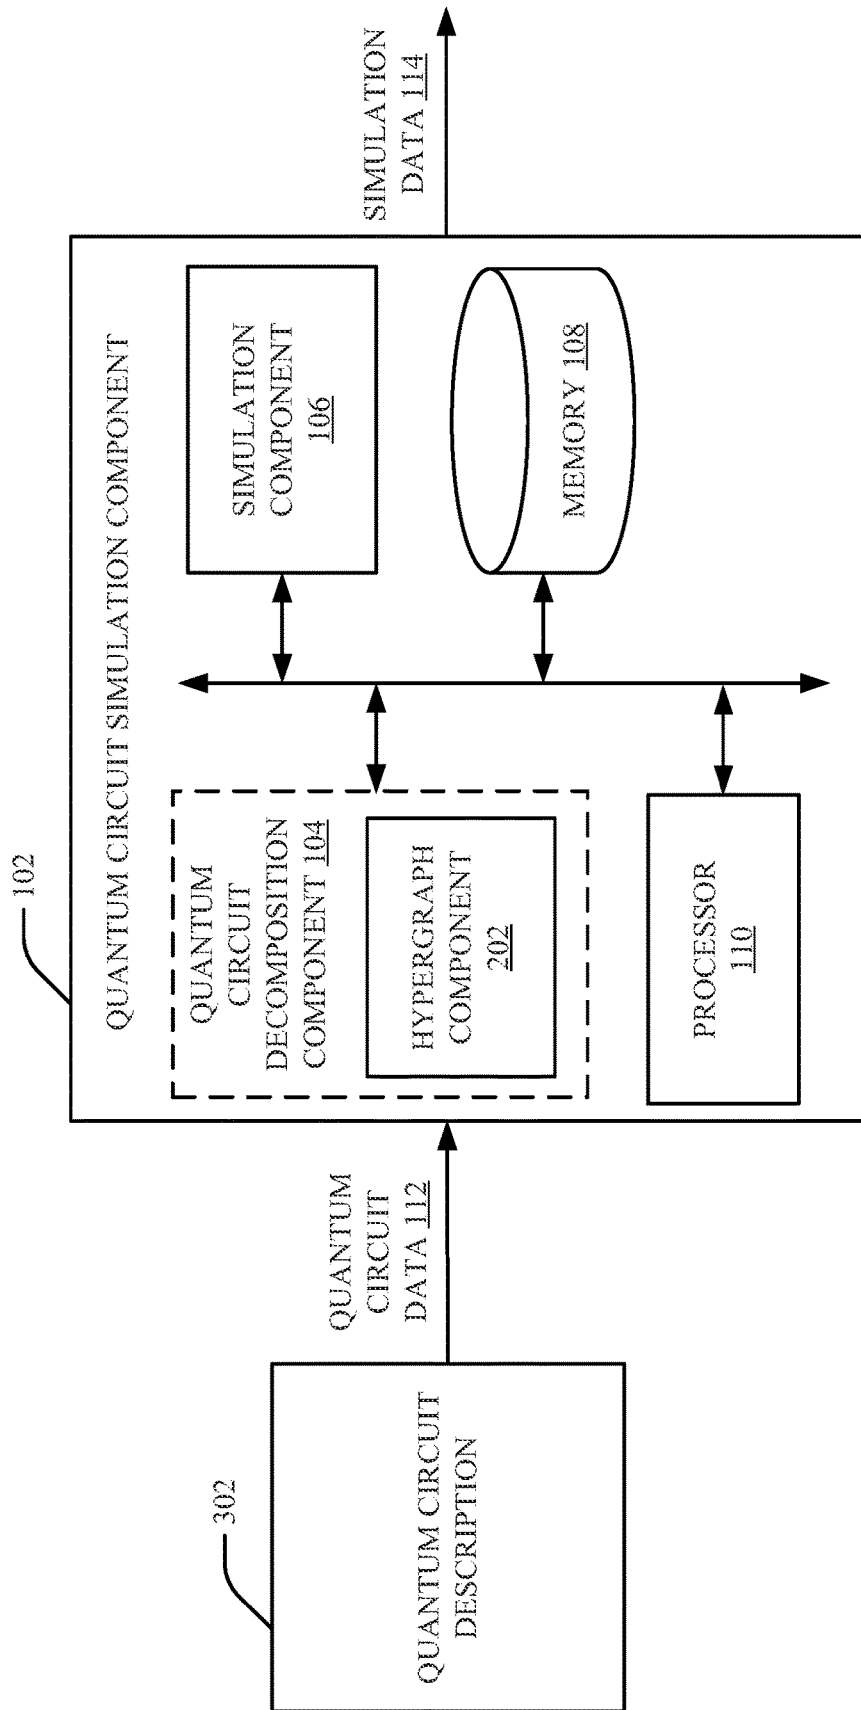 302
QUANTUM CIRCUIT
DESCRIPTION
QUANTUM
CIRCUIT
DATA 112
102
QUANTUM CIRCUIT SIMULATION COMPONENT
QUANTUM
CIRCUIT
DECOMPOSITION
COMPONENT 104
HYPERGRAPH
COMPONENT
202
PROCESSOR
110
SIMULATION
COMPONENT
106
MEMORY 108
SIMULATION
DATA 114